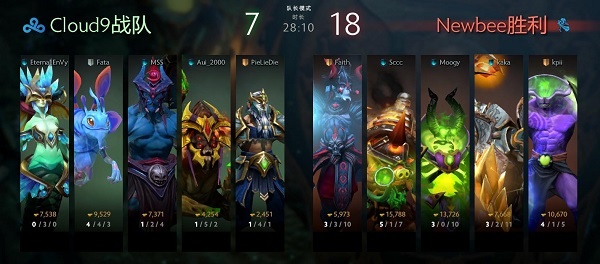 Cloud9战队
7
队长模式
时长
28:10
18
Newbee胜利
EternalEnVy
Fata
MSS
Aui_2000
PieLieDie
Faith
Sccc
Moogy
kaka
kpii
7,538
9,529
7,371
4,254
2,451
5,973
15,788
13,726
7,668
10,670
0 / 3 / 0
4 / 4 / 3
1 / 2 / 4
1 / 5 / 2
1 / 4 / 1
3 / 3 / 10
5 / 1 / 7
3 / 0 / 10
3 / 2 / 11
4 / 1 / 5